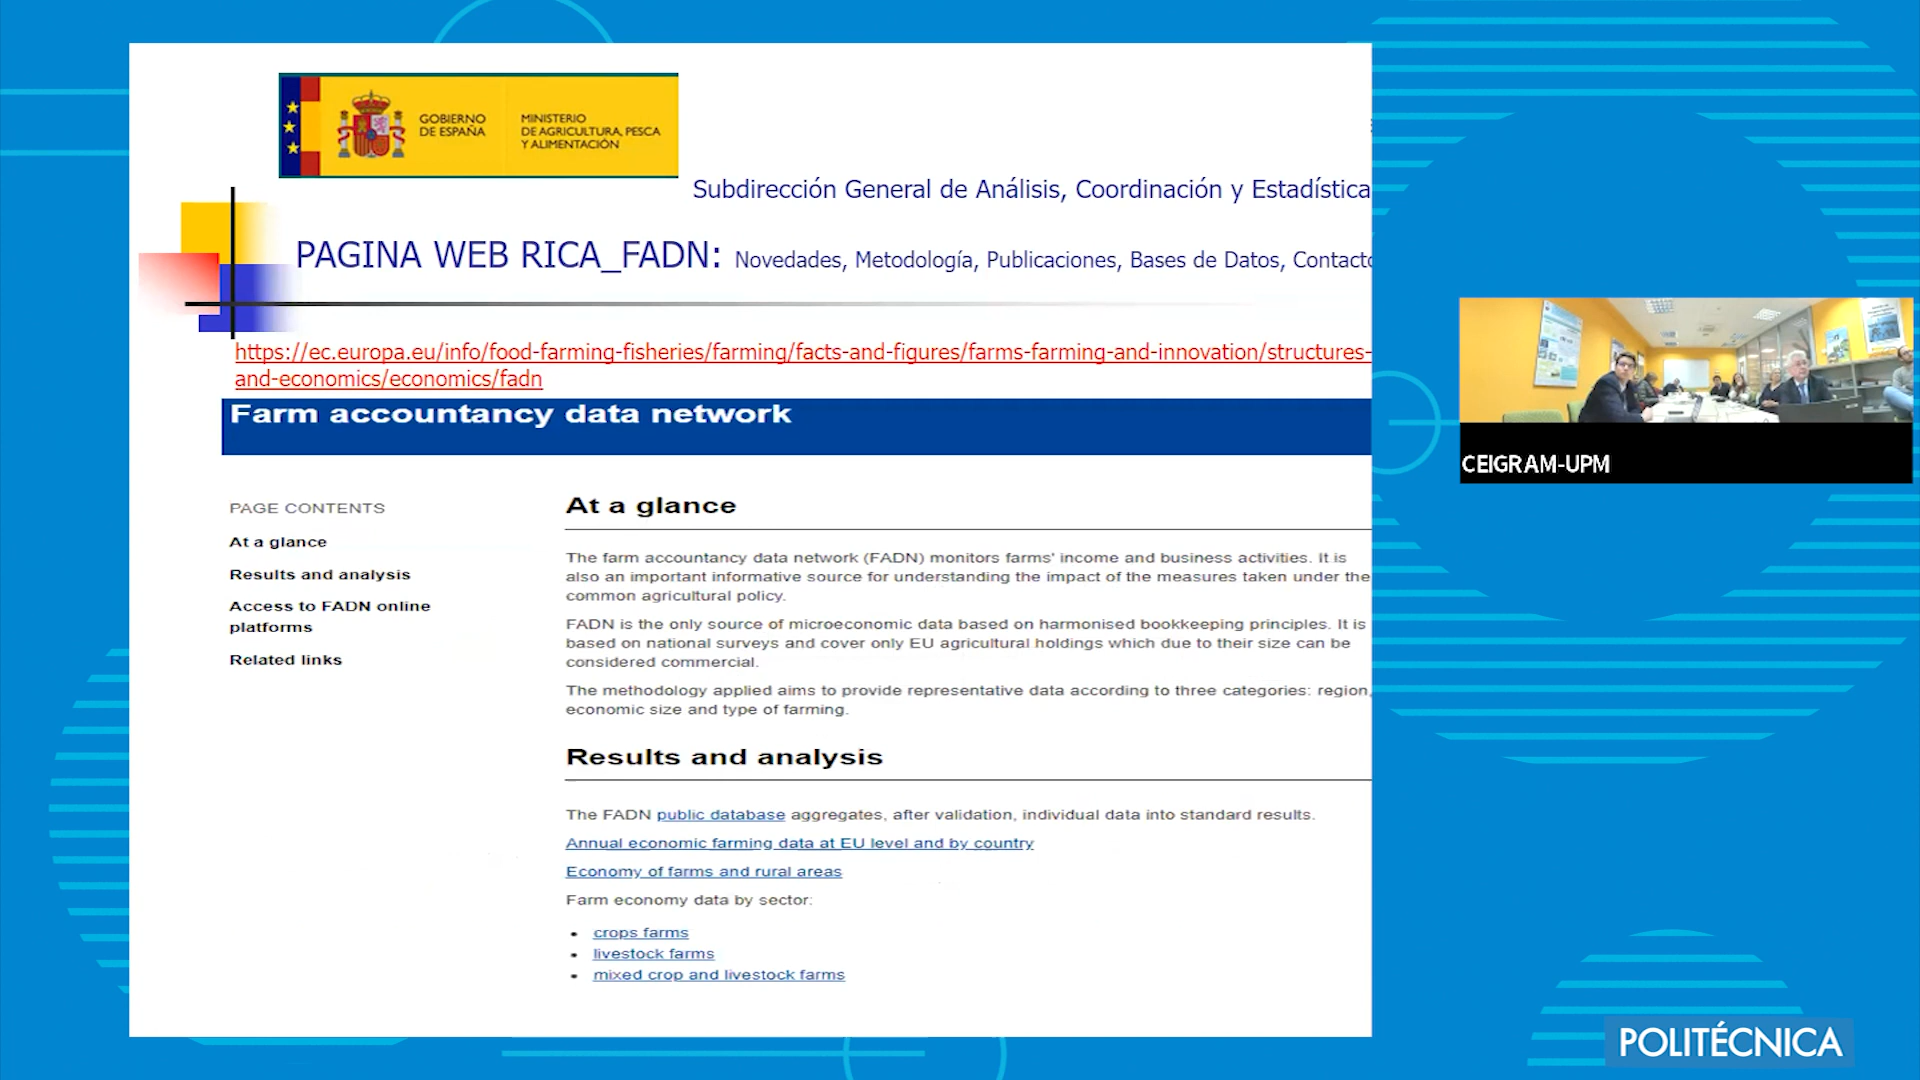 GOBIERNO
DE ESPAÑA
MINISTERIO
DE AGRICULTURA, PESCA
Y ALIMENTACIÓN
Subdirección General de Análisis, Coordinación y Estadística
PAGINA WEB RICA_FADN: Novedades, Metodología, Publicaciones, Bases de Datos, Contacto
https://ec.europa.eu/info/food-farming-fisheries/farming/facts-and-figures/farms-farming-and-innovation/structures-
and-economics/economics/fadn
Farm accountancy data network
PAGE CONTENTS
At a glance
Results and analysis
Access to FADN online
platforms
Related links
At a glance
The farm accountancy data network (FADN) monitors farms' income and business activities. It is
also an important informative source for understanding the impact of the measures taken under the
common agricultural policy.
FADN is the only source of microeconomic data based on harmonised bookkeeping principles. It is
based on national surveys and cover only EU agricultural holdings which due to their size can be
considered commercial.
The methodology applied aims to provide representative data according to three categories: region,
economic size and type of farming.
Results and analysis
The FADN public database aggregates, after validation, individual data into standard results.
Annual economic farming data at EU level and by country
Economy of farms and rural areas
Farm economy data by sector:
• crops farms
• livestock farms
• mixed crop and livestock farms
CEIGRAM-UPM
POLITÉCNICA